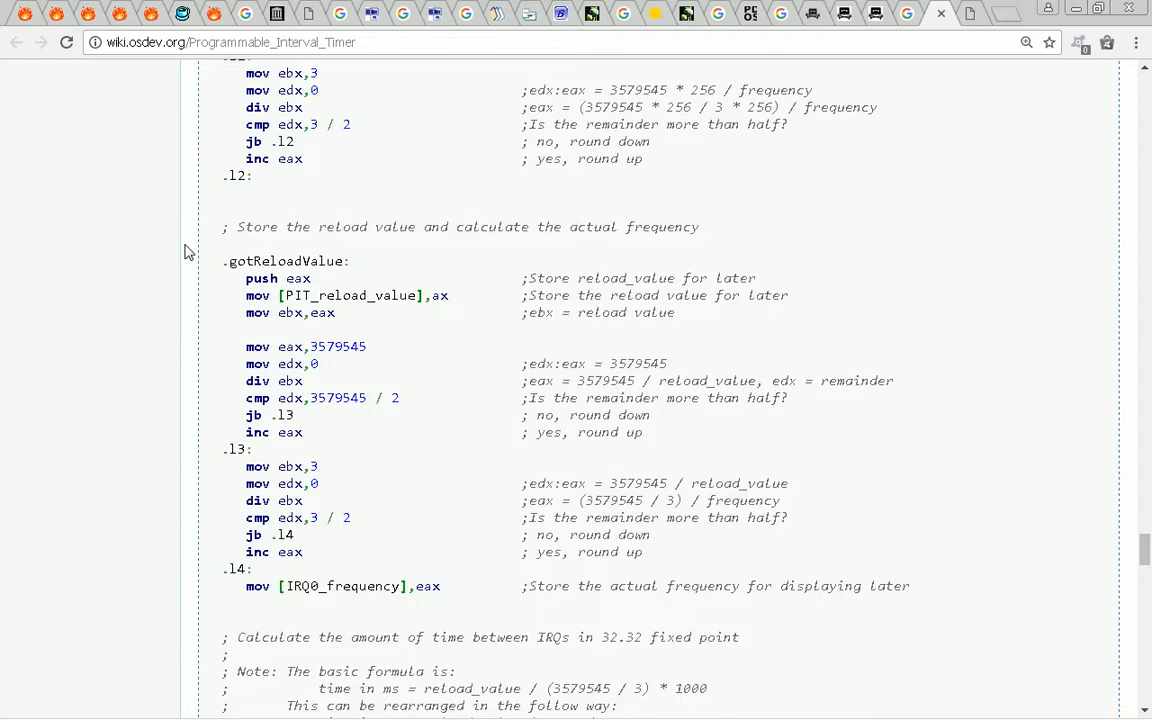 wiki.osdev.org/Programmable_Interval_Timer
mov ebx,3
mov edx,0 ;edx:eax = 3579545 * 256 / frequency
div ebx ;eax = (3579545 * 256 / 3 * 256) / frequency
cmp edx,3 / 2 ;Is the remainder more than half?
jb .l2 ; no, round down
inc eax ; yes, round up
.l2:
; Store the reload value and calculate the actual frequency
.gotReloadValue:
push eax ;Store reload_value for later
mov [PIT_reload_value],ax ;Store the reload value for later
mov ebx,eax ;ebx = reload value
mov eax,3579545
mov edx,0 ;edx:eax = 3579545
div ebx ;eax = 3579545 / reload_value, edx = remainder
cmp edx,3579545 / 2 ;Is the remainder more than half?
jb .l3 ; no, round down
inc eax ; yes, round up
.l3:
mov ebx,3
mov edx,0 ;edx:eax = 3579545 / reload_value
div ebx ;eax = (3579545 / 3) / frequency
cmp edx,3 / 2 ;Is the remainder more than half?
jb .l4 ; no, round down
inc eax ; yes, round up
.l4:
mov [IRQ0_frequency],eax ;Store the actual frequency for displaying later
; Calculate the amount of time between IRQs in 32.32 fixed point
;
; Note: The basic formula is:
; time in ms = reload_value / (3579545 / 3) * 1000
; This can be rearranged in the follow way: